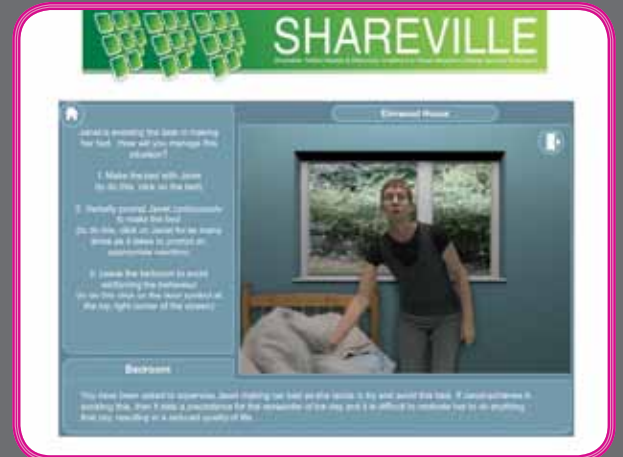 SHAREVILLE
Elmwood House
Janet is avoiding the task of making
her bed. How will you manage this
situation?
1. Make the bed with Janet
(to do this, click on the bed).
2. Verbally prompt Janet continuously
to make the bed
(to do this, click on Janet for as many
times as it takes to prompt an
appropriate reaction).
3. Leave the bedroom to avoid
reinforcing the behaviour
(to do this click on the door symbol at
the top right corner of the screen)
Bedroom
You have been asked to supervise Janet making her bed as she tends to try and avoid this task. If Janet achieves in
avoiding this, then it sets a precedence for the remainder of the day and it is difficult to motivate her to do anything
that day resulting in a reduced quality of life.